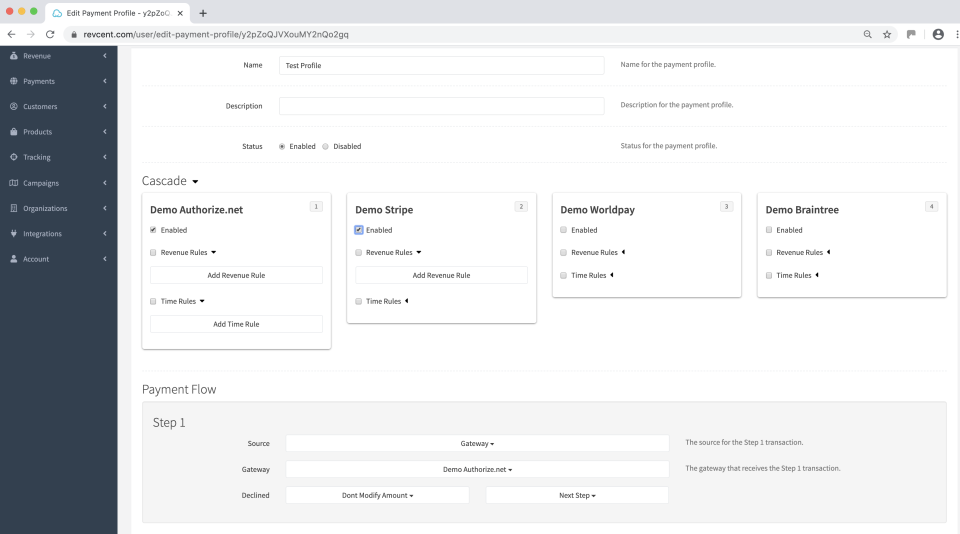 Edit Payment Profile - y2pZoQ
revcent.com/user/edit-payment-profile/y2pZoQJVXouMY2nQo2gq
Revenue
Payments
Customers
Products
Tracking
Campaigns
Organizations
Integrations
Account
Name
Test Profile
Name for the payment profile.
Description
Description for the payment profile.
Status
Enabled
Disabled
Status for the payment profile.
Cascade
Demo Authorize.net
1
Enabled
Revenue Rules
Add Revenue Rule
Time Rules
Add Time Rule
Demo Stripe
2
Enabled
Revenue Rules
Add Revenue Rule
Time Rules
Demo Worldpay
3
Enabled
Revenue Rules
Time Rules
Demo Braintree
4
Enabled
Revenue Rules
Time Rules
Payment Flow
Step 1
Source
Gateway
The source for the Step 1 transaction.
Gateway
Demo Authorize.net
The gateway that receives the Step 1 transaction.
Declined
Dont Modify Amount
Next Step